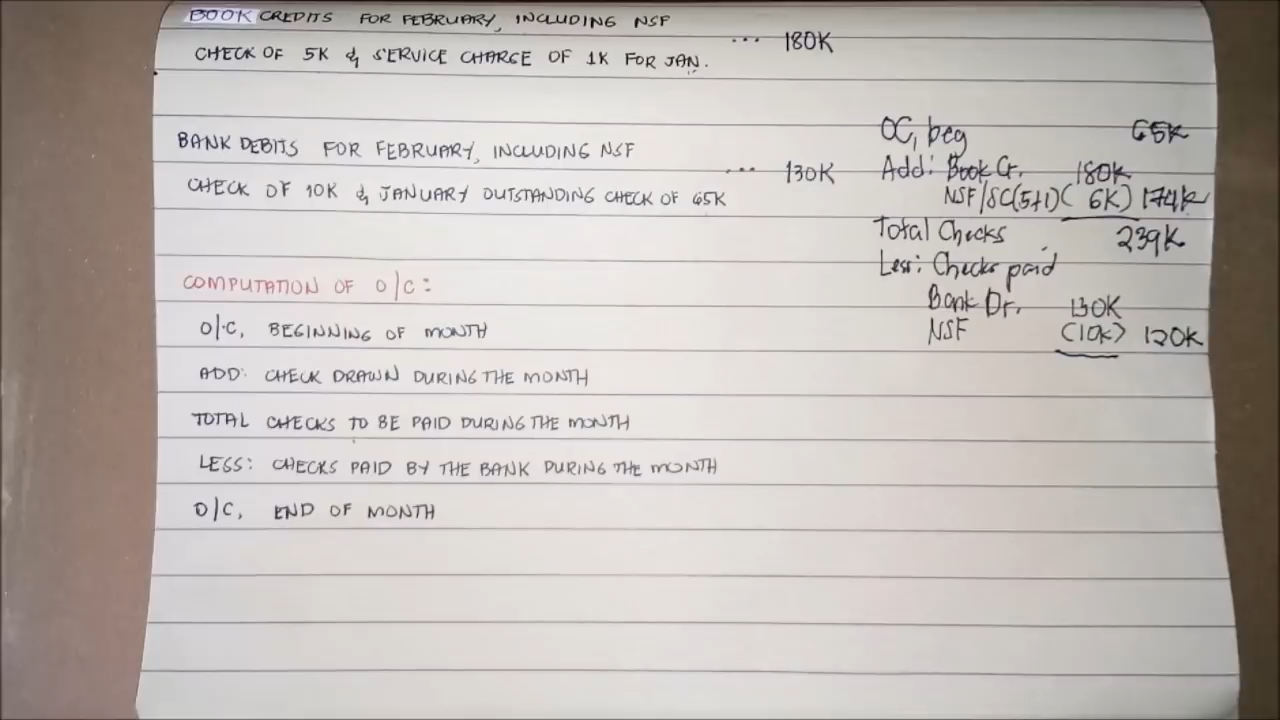 BOOK CREDITS FOR FEBRUARY, INCLUDING NSF
CHECK OF 5K & SERVICE CHARGE OF 1K FOR JAN.
... 180K
BANK DEBITS FOR FEBRUARY, INCLUDING NSF
CHECK OF 10K & JANUARY OUTSTANDING CHECK OF 65K
... 130K
COMPUTATION OF O/C:
O/C, BEGINNING OF MONTH
ADD: CHECK DRAWN DURING THE MONTH
TOTAL CHECKS TO BE PAID DURING THE MONTH
LESS: CHECKS PAID BY THE BANK DURING THE MONTH
O/C, END OF MONTH
OC, beg 65K
Add: Book Cr. 180K
NSF/SC(5+1) (6K) 174K
Total Checks 239K
Less: Checks paid
Bank Dr. 130K
NSF (10K) 120K